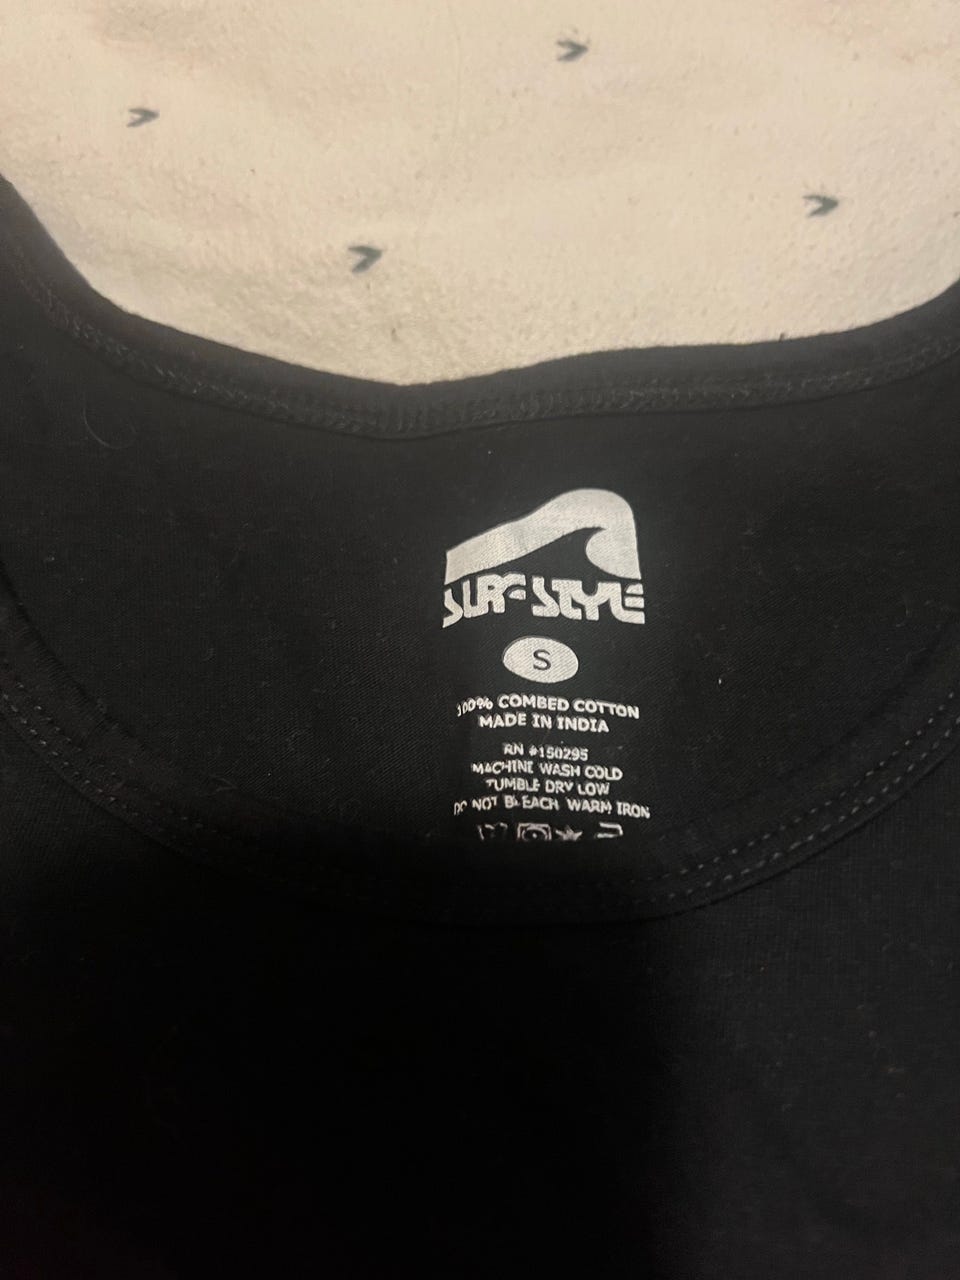 SURF STYLE
S
100% COMBED COTTON
MADE IN INDIA
RN #150295
MACHINE WASH COLD
TUMBLE DRY LOW
DO NOT BLEACH WARM IRON